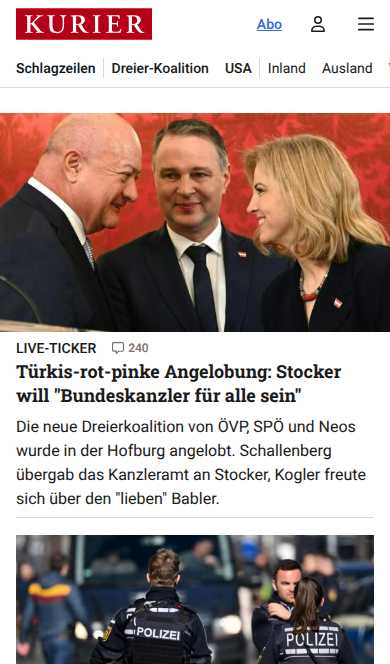 KURIER
Abo
Schlagzeilen Dreier-Koalition USA Inland Ausland
LIVE-TICKER 240
Türkis-rot-pinke Angelobung: Stocker
will "Bundeskanzler für alle sein"
Die neue Dreierkoalition von ÖVP, SPÖ und Neos
wurde in der Hofburg angelobt. Schallenberg
übergab das Kanzleramt an Stocker, Kogler freute
sich über den "lieben" Babler.
POLIZEI
POLIZEI